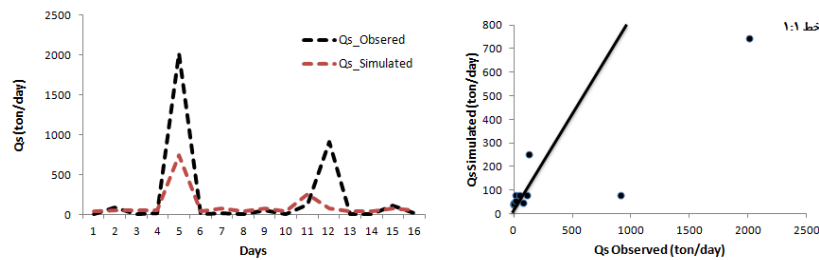 Qs (ton/day)
2500
2000
1500
1000
500
0
Qs_Obsered
Qs_Simulated
1 2 3 4 5 6 7 8 9 10 11 12 13 14 15 16
Days
خط ۱:۱
QsSimulated (ton/day)
800
700
600
500
400
300
200
100
0
0 500 1000 1500 2000 2500
Qs Observed (ton/day)